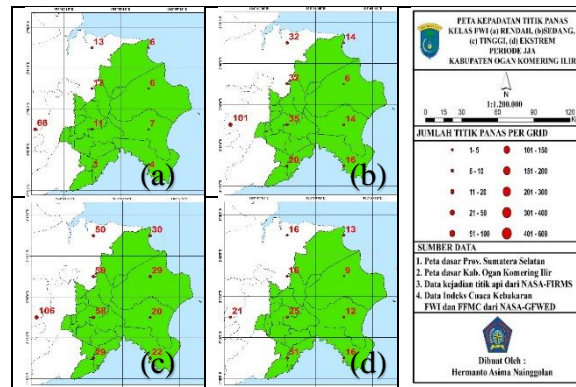 13
6
13
6
66
11
7
3
4
(a)
32
14
32
6
101
35
14
20
16
(b)
50
30
59
29
106
58
20
29
22
(c)
16
13
18
9
21
25
12
51
16
(d)
PETA KEPADATAN TITIK PANAS
KELAS FWI (a) RENDAH, (b)SEDANG,
(c) TINGGI, (d) EKSTREM
PERIODE JJA
KABUPATEN OGAN KOMERING ILIR
N
1:1.200.000
0 15 30 60 90 120
JUMLAH TITIK PANAS PER GRID
1 - 5 101 - 150
6 - 10 151 - 200
11 - 20 201 - 300
21 - 50 301 - 400
51 - 100 401 - 609
SUMBER DATA
1. Peta dasar Prov. Sumatera Selatan
2. Peta dasar Kab. Ogan Komering Ilir
3. Data kejadian titik api dari NASA-FIRMS
4. Data Indeks Cuaca Kebakaran
FWI dan FFMC dari NASA-GFWED
Dibuat Oleh :
Hermanto Asima Nainggolan